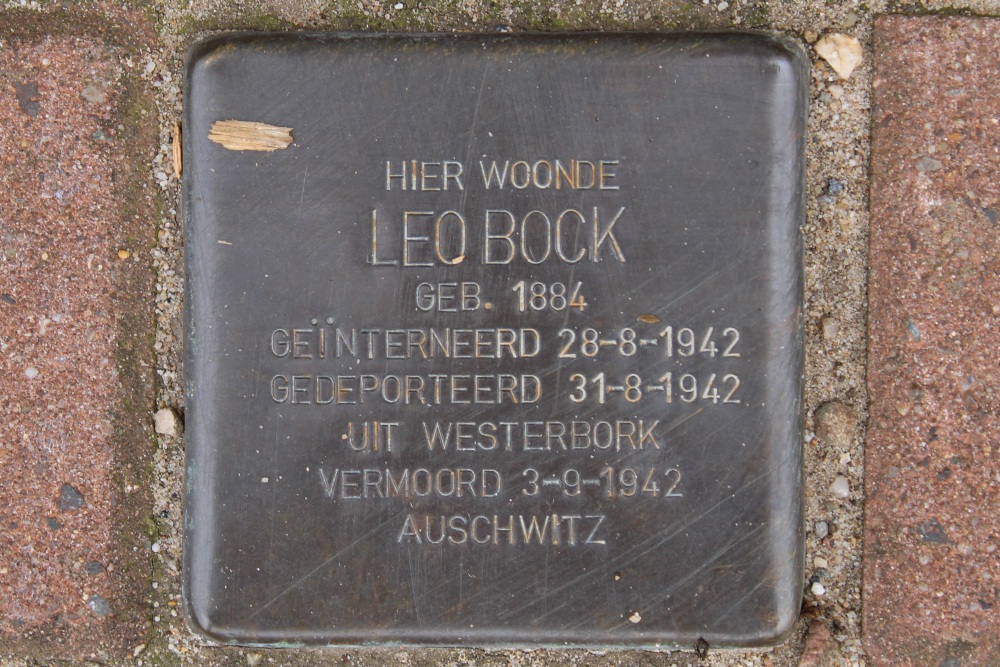 HIER WOONDE
LEO BOCK
GEB. 1884
GEÏNTERNEERD 28-8-1942
GEDEPORTEERD 31-8-1942
UIT WESTERBORK
VERMOORD 3-9-1942
AUSCHWITZ